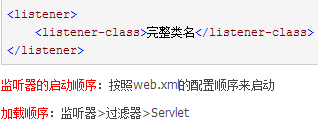 <listener>
<listener-class>完整类名</listener-class>
</listener>
监听器的启动顺序：按照web.xml的配置顺序来启动
加载顺序：监听器>过滤器>Servlet